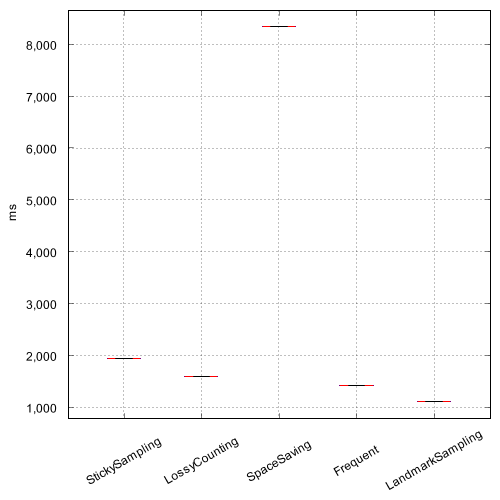 8,000
7,000
6,000
5,000
4,000
3,000
2,000
1,000
ms
StickySampling
LossyCounting
SpaceSaving
Frequent
LandmarkSampling